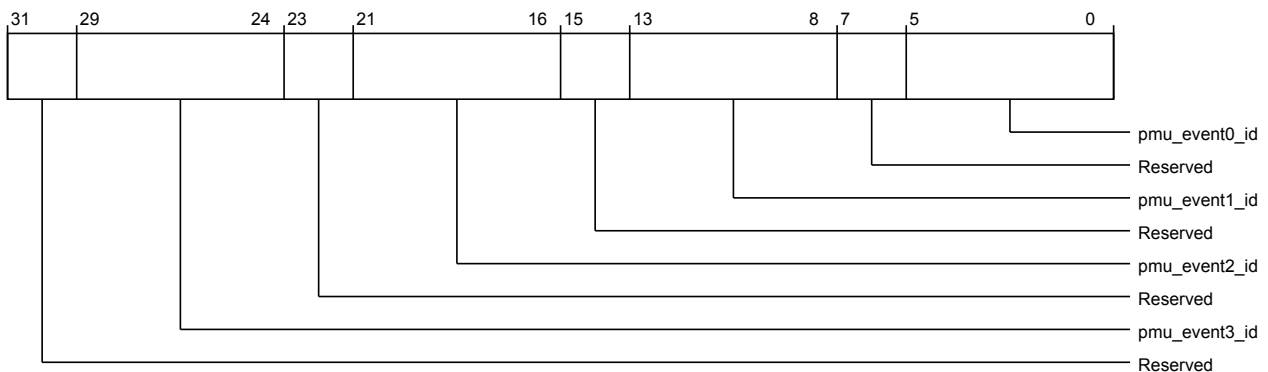 31 29 24 23 21 16 15 13 8 7 5 0
pmu_event0_id
Reserved
pmu_event1_id
Reserved
pmu_event2_id
Reserved
pmu_event3_id
Reserved